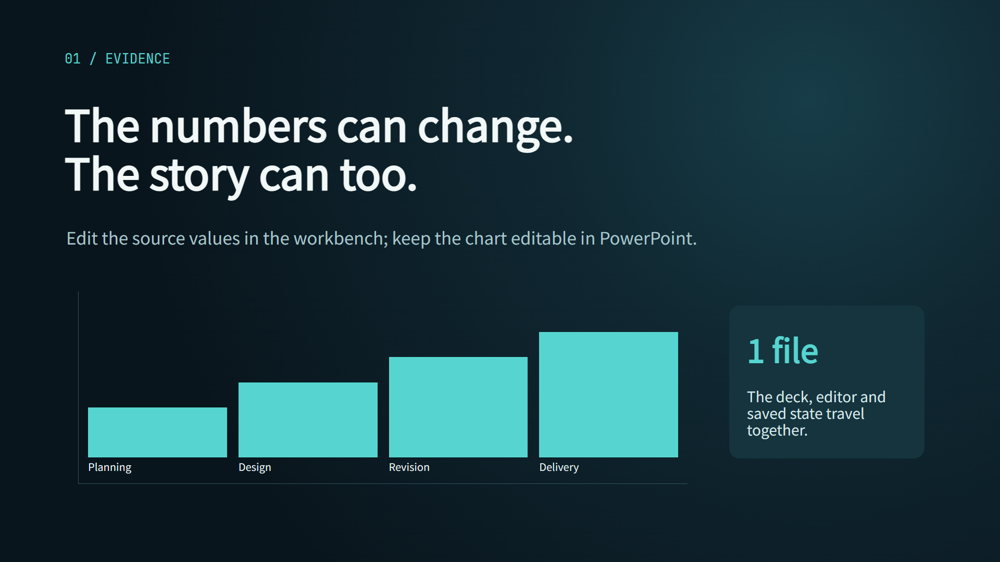 01 / EVIDENCE
The numbers can change.
The story can too.
Edit the source values in the workbench; keep the chart editable in PowerPoint.
Planning
Design
Revision
Delivery
1 file
The deck, editor and
saved state travel
together.